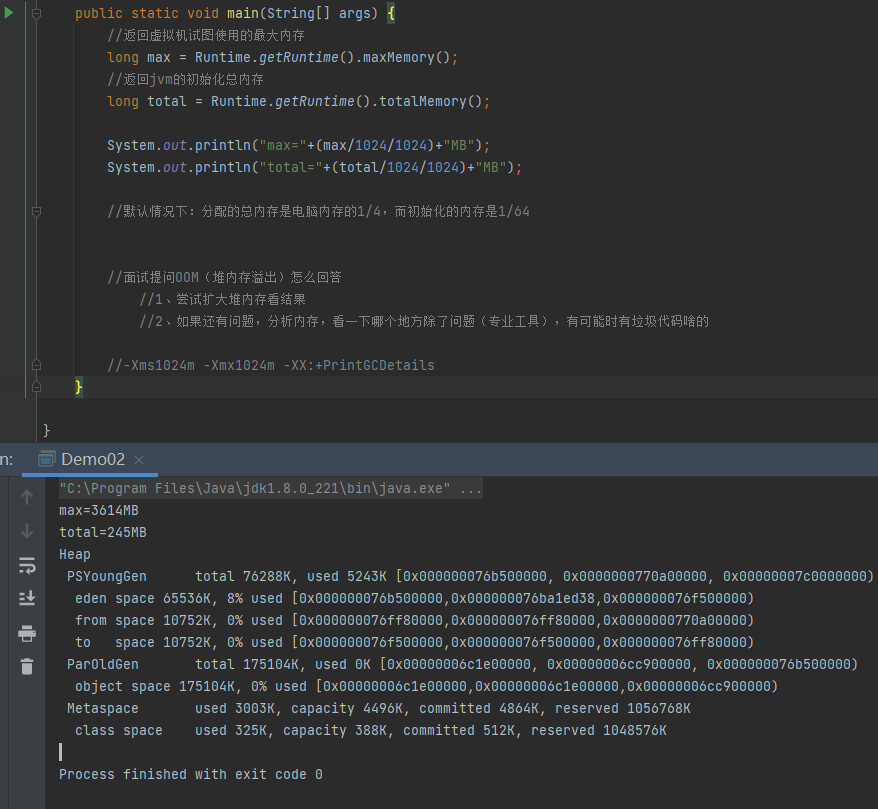 public static void main(String[] args) {
//返回虚拟机试图使用的最大内存
long max = Runtime.getRuntime().maxMemory();
//返回jvm的初始化总内存
long total = Runtime.getRuntime().totalMemory();
System.out.println("max="+(max/1024/1024)+"MB");
System.out.println("total="+(total/1024/1024)+"MB");
//默认情况下：分配的总内存是电脑内存的1/4，而初始化的内存是1/64
//面试提问OOM（堆内存溢出）怎么回答
//1、尝试扩大堆内存看结果
//2、如果还有问题，分析内存，看一下哪个地方除了问题（专业工具），有可能时有垃圾代码啥的
//-Xms1024m -Xmx1024m -XX:+PrintGCDetails
}
}
n: Demo02
"C:\Program Files\Java\jdk1.8.0_221\bin\java.exe" ...
max=3614MB
total=245MB
Heap
PSYoungGen total 76288K, used 5243K [0x000000076b500000, 0x0000000770a00000, 0x00000007c0000000)
eden space 65536K, 8% used [0x000000076b500000,0x000000076ba1ed38,0x000000076f500000)
from space 10752K, 0% used [0x000000076ff80000,0x000000076ff80000,0x0000000770a00000)
to space 10752K, 0% used [0x000000076f500000,0x000000076f500000,0x000000076ff80000)
ParOldGen total 175104K, used 0K [0x00000006c1e00000, 0x00000006cc900000, 0x000000076b500000)
object space 175104K, 0% used [0x00000006c1e00000,0x00000006c1e00000,0x00000006cc900000)
Metaspace used 3003K, capacity 4496K, committed 4864K, reserved 1056768K
class space used 325K, capacity 388K, committed 512K, reserved 1048576K
Process finished with exit code 0